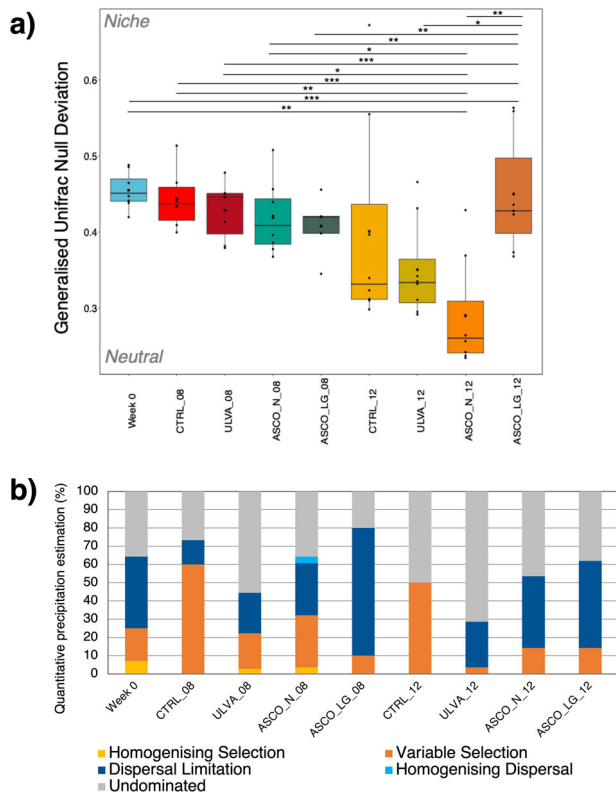 a)
Niche
Generalised Unifrac Null Deviation
0.6
0.5
0.4
0.3
Neutral
**
*
**
**
*
***
*
***
**
***
**
Week 0
CTRL_08
ULVA_08
ASCO_N_08
ASCO_LG_08
CTRL_12
ULVA_12
ASCO_N_12
ASCO_LG_12
b)
Quantitative precipitation estimation (%)
100
90
80
70
60
50
40
30
20
10
0
Week 0
CTRL_08
ULVA_08
ASCO_N_08
ASCO_LG_08
CTRL_12
ULVA_12
ASCO_N_12
ASCO_LG_12
Homogenising Selection
Variable Selection
Dispersal Limitation
Homogenising Dispersal
Undominated